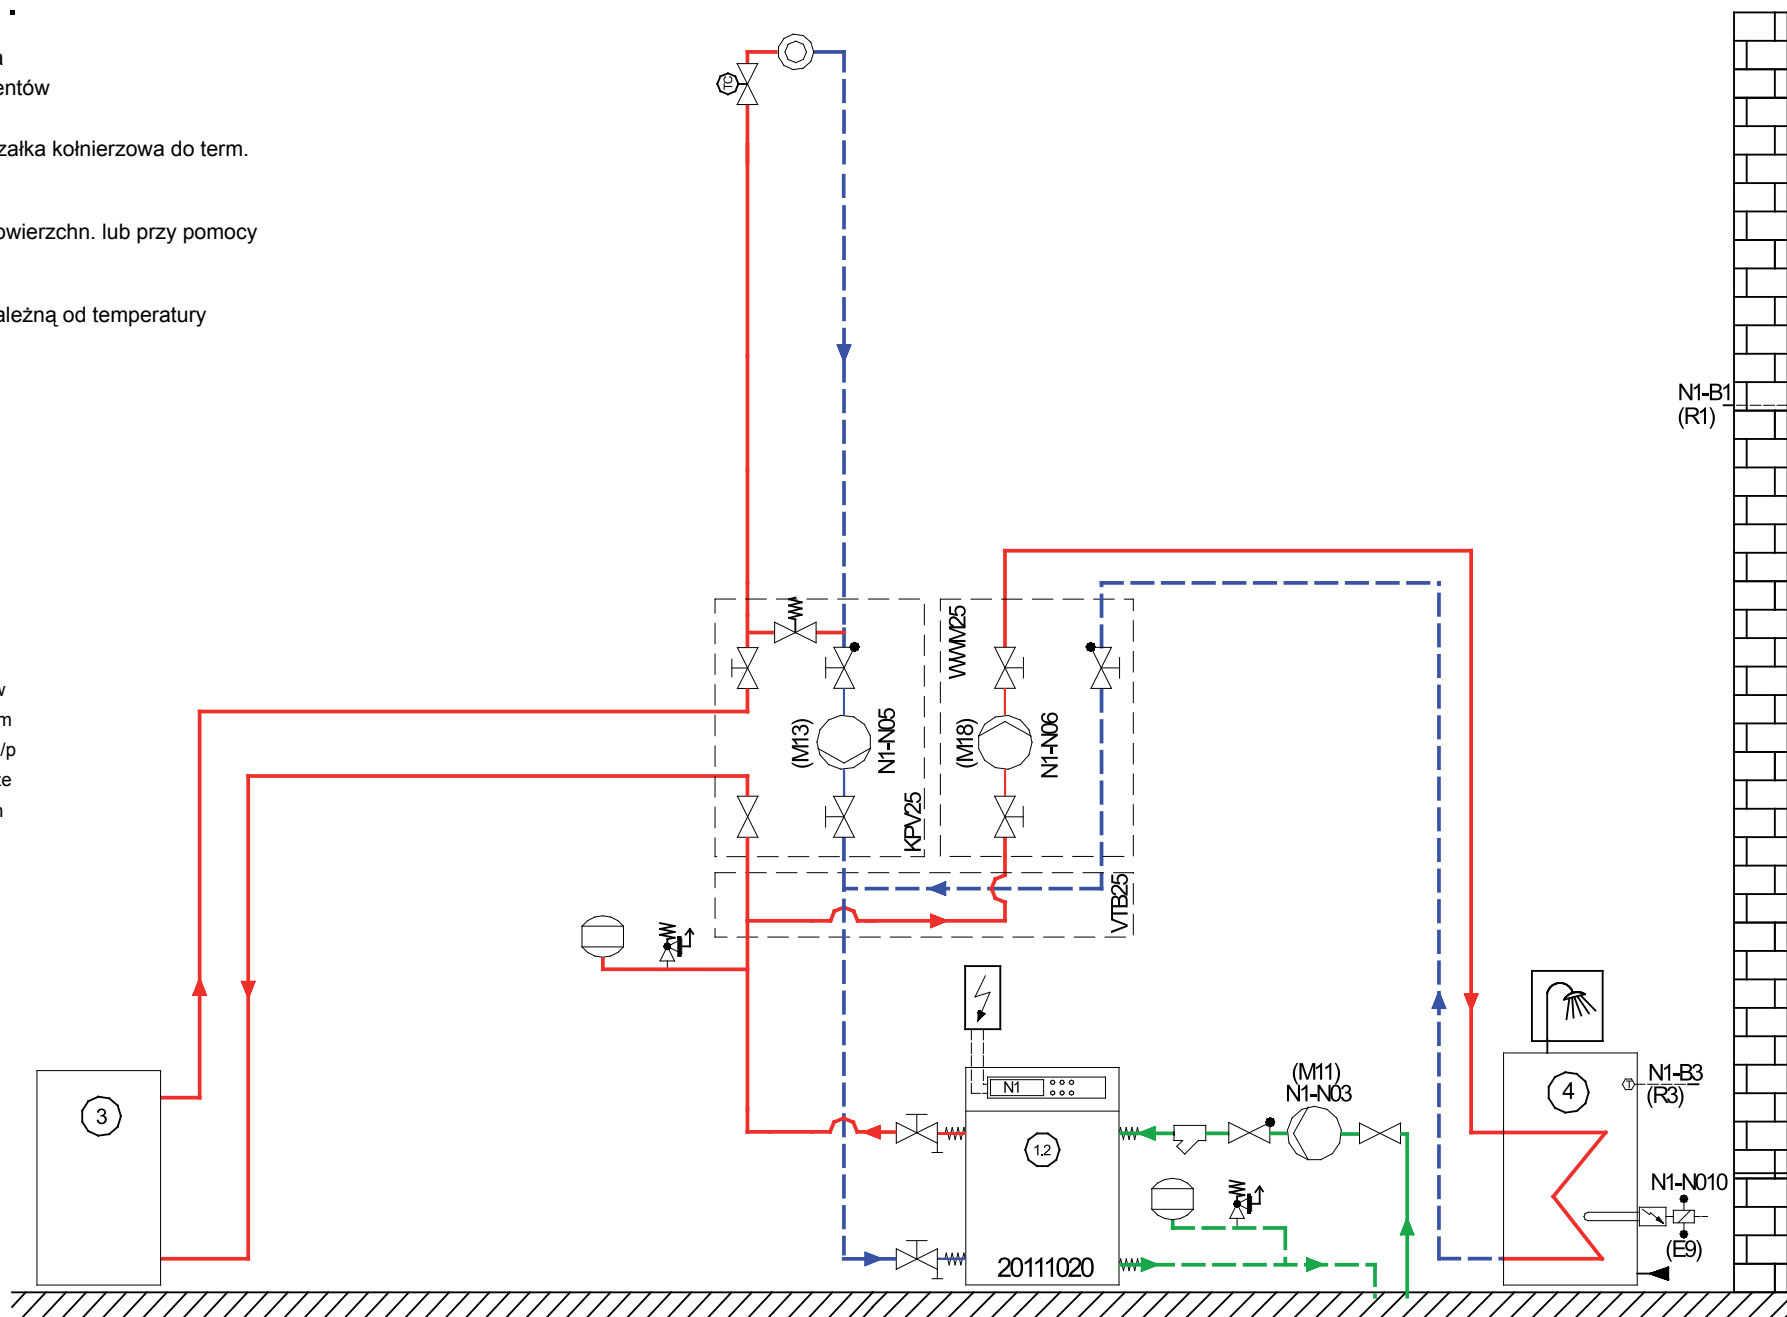 entów
załka kołnierzowa do term.
owierzchn. lub przy pomocy
ależną od temperatury
w
m
/p
te
TC
N1-B1
(R1)
WWM25
(M13)
N1-N05
KPV25
(M18)
N1-N06
VTB25
N1
1.2
20111020
(M11)
N1-N03
3
4
T
N1-B3
(R3)
N1-N010
(E9)